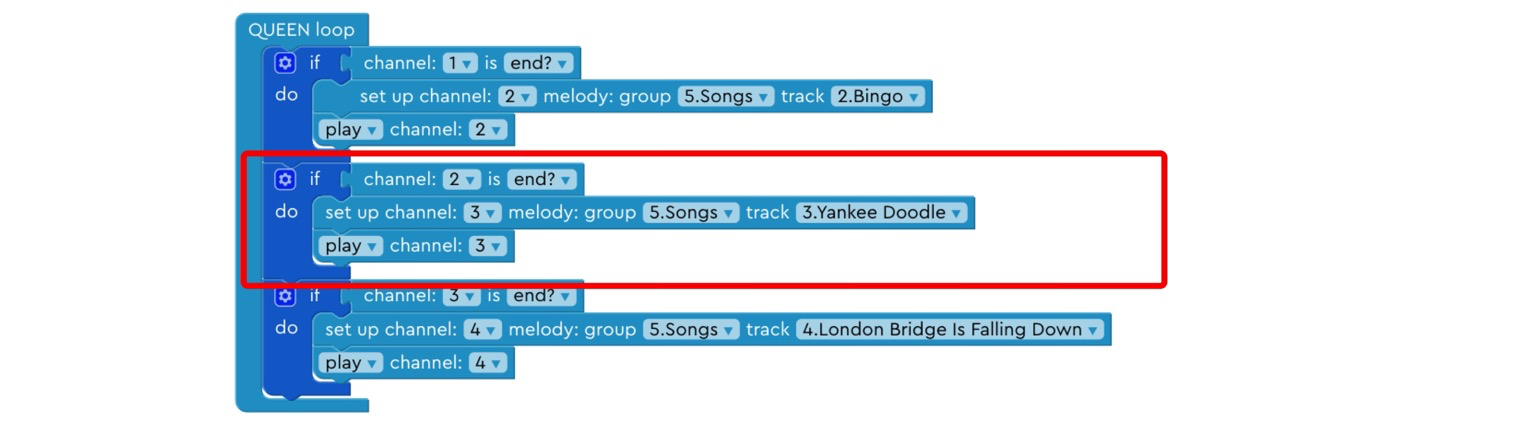 QUEEN loop
if channel: 1 is end?
do set up channel: 2 melody: group 5.Songs track 2.Bingo
play channel: 2
if channel: 2 is end?
do set up channel: 3 melody: group 5.Songs track 3.Yankee Doodle
play channel: 3
if channel: 3 is end?
do set up channel: 4 melody: group 5.Songs track 4.London Bridge Is Falling Down
play channel: 4